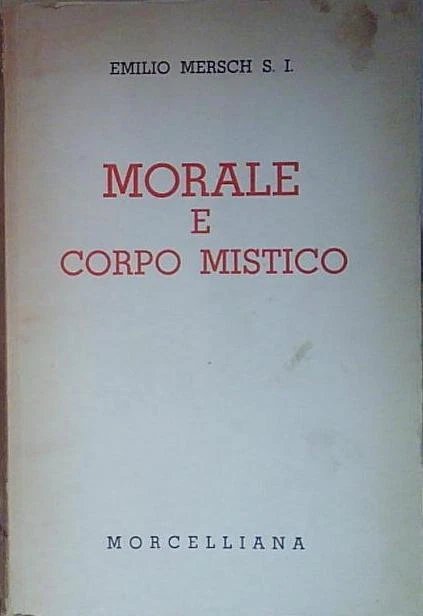 EMILIO MERSCH S. I.
MORALE
E
CORPO MISTICO
MORCELLIANA